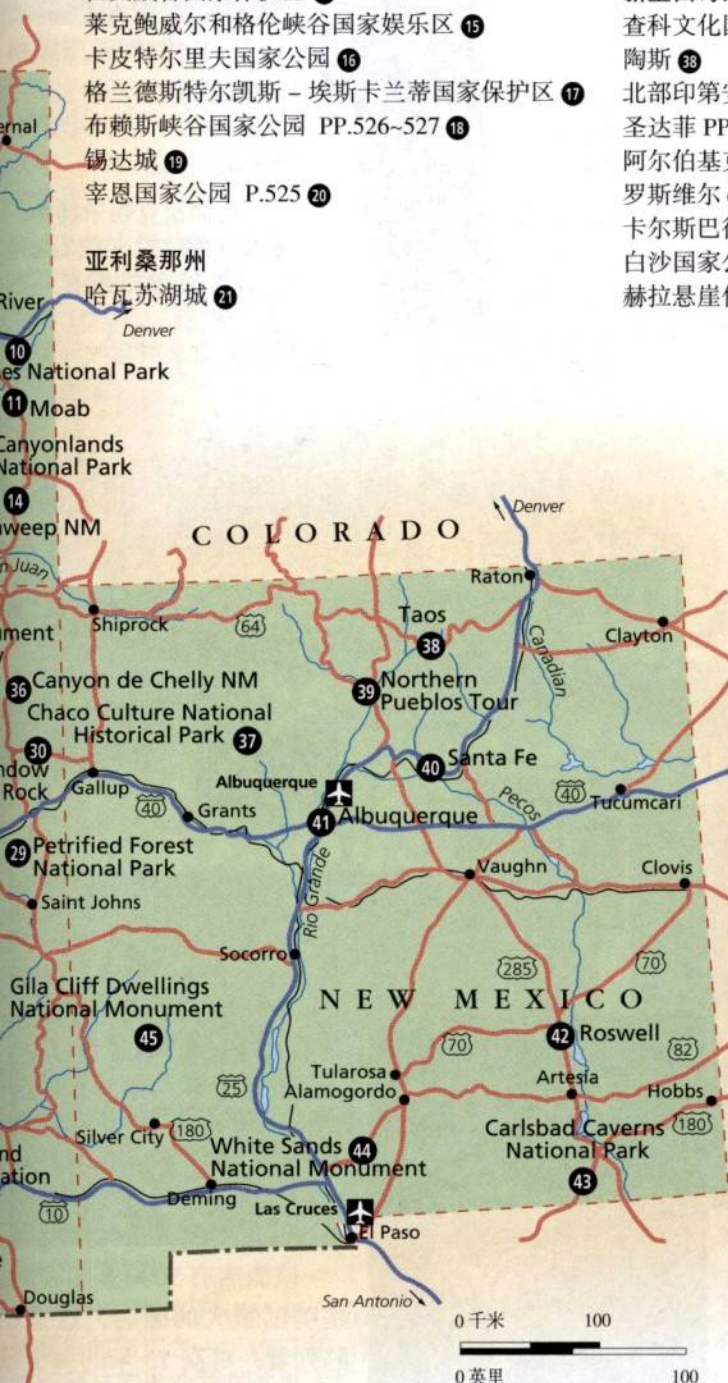 莱克鲍威尔和格伦峡谷国家娱乐区 15
卡皮特尔里夫国家公园 16
格兰德斯特尔凯斯 – 埃斯卡兰蒂国家保护区 17
布赖斯峡谷国家公园 PP.526~527 18
锡达城 19
宰恩国家公园 P.525 20
亚利桑那州
哈瓦苏湖城 21
查科文化
陶斯 38
北部印第
圣达菲 PP
阿尔伯基
罗斯维尔
卡尔斯巴
白沙国家
赫拉悬崖
ernal
River
Denver
10
es National Park
11 Moab
Canyonlands
National Park
14
weep NM
COLORADO
Denver
n Juan
Raton
Shiprock
64
Taos
38
Clayton
ument
Canadian
36 Canyon de Chelly NM
39 Northern
Pueblos Tour
Chaco Culture National
Historical Park 37
30
ndow
Rock
Gallup
Santa Fe
40
Albuquerque
40
Grants
Pecos
40
Tucumcari
41 Albuquerque
29 Petrified Forest
National Park
Rio Grande
Vaughn
Clovis
Saint Johns
Socorro
285
70
Gila Cliff Dwellings
National Monument
45
NEW MEXICO
42 Roswell
70
82
25
Tularosa
Alamogordo
Artesia
Hobbs
Silver City
180
White Sands
National Monument
44
Carlsbad Caverns
National Park
180
43
nd
ation
10
Deming
Las Cruces
El Paso
Douglas
San Antonio
0 千米 100
0 英里 100